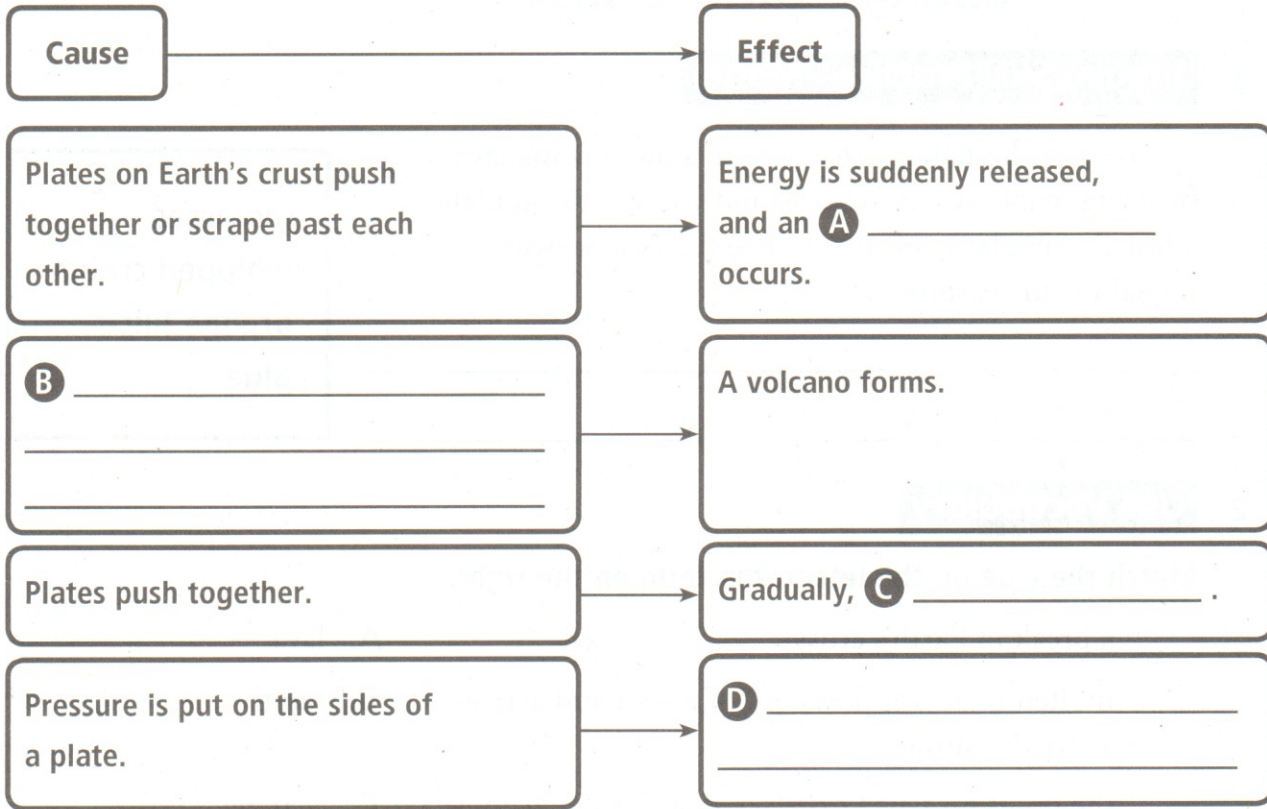 Cause
Effect
Plates on Earth's crust push
together or scrape past each
other.
Energy is suddenly released,
and an A
occurs.
B
A volcano forms.
Plates push together.
Gradually, C .
Pressure is put on the sides of
a plate.
D